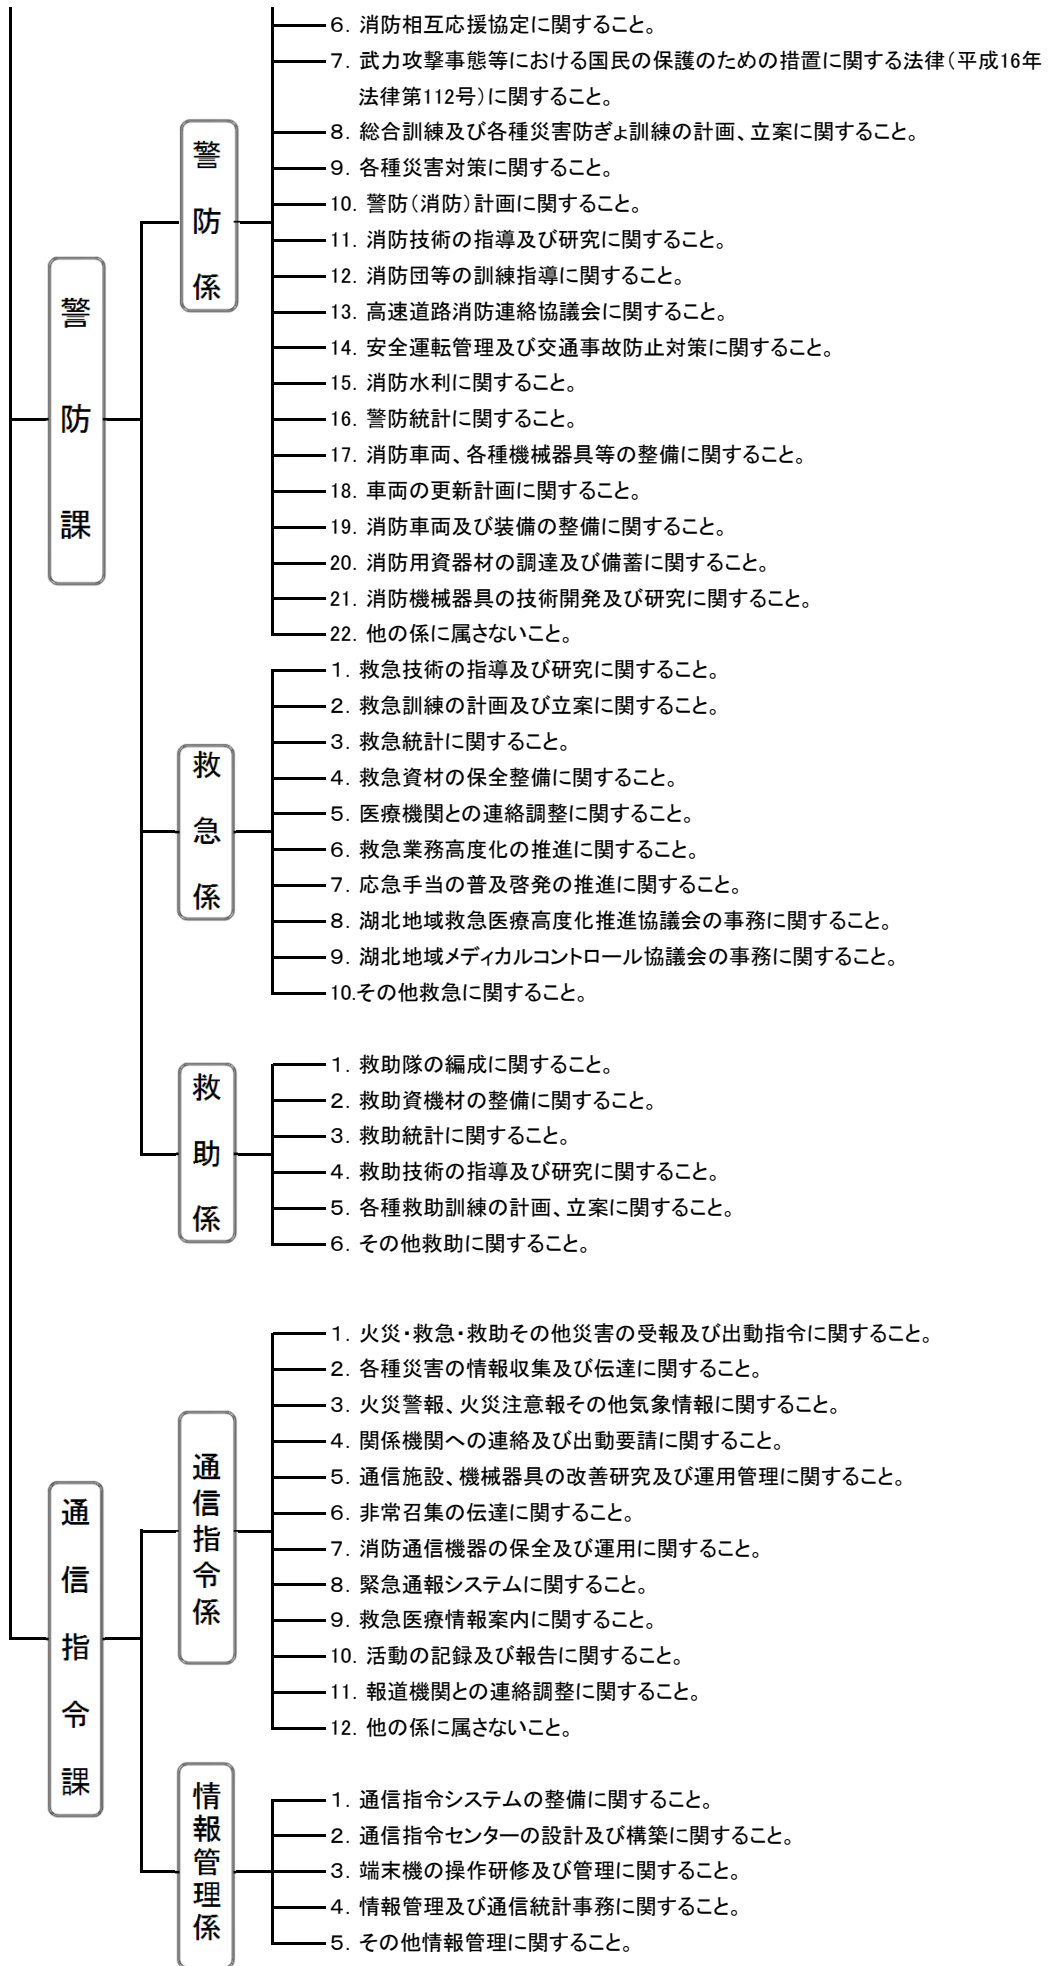 警防課
警防係
6. 消防相互応援協定に関すること。
7. 武力攻撃事態等における国民の保護のための措置に関する法律（平成16年
法律第112号）に関すること。
8. 総合訓練及び各種災害防ぎょ訓練の計画、立案に関すること。
9. 各種災害対策に関すること。
10. 警防（消防）計画に関すること。
11. 消防技術の指導及び研究に関すること。
12. 消防団等の訓練指導に関すること。
13. 高速道路消防連絡協議会に関すること。
14. 安全運転管理及び交通事故防止対策に関すること。
15. 消防水利に関すること。
16. 警防統計に関すること。
17. 消防車両、各種機械器具等の整備に関すること。
18. 車両の更新計画に関すること。
19. 消防車両及び装備の整備に関すること。
20. 消防用資器材の調達及び備蓄に関すること。
21. 消防機械器具の技術開発及び研究に関すること。
22. 他の係に属さないこと。
救急係
1. 救急技術の指導及び研究に関すること。
2. 救急訓練の計画及び立案に関すること。
3. 救急統計に関すること。
4. 救急資材の保全整備に関すること。
5. 医療機関との連絡調整に関すること。
6. 救急業務高度化の推進に関すること。
7. 応急手当の普及啓発の推進に関すること。
8. 湖北地域救急医療高度化推進協議会の事務に関すること。
9. 湖北地域メディカルコントロール協議会の事務に関すること。
10.その他救急に関すること。
救助係
1. 救助隊の編成に関すること。
2. 救助資機材の整備に関すること。
3. 救助統計に関すること。
4. 救助技術の指導及び研究に関すること。
5. 各種救助訓練の計画、立案に関すること。
6. その他救助に関すること。
通信指令課
通信指令係
1. 火災・救急・救助その他災害の受報及び出動指令に関すること。
2. 各種災害の情報収集及び伝達に関すること。
3. 火災警報、火災注意報その他気象情報に関すること。
4. 関係機関への連絡及び出動要請に関すること。
5. 通信施設、機械器具の改善研究及び運用管理に関すること。
6. 非常召集の伝達に関すること。
7. 消防通信機器の保全及び運用に関すること。
8. 緊急通報システムに関すること。
9. 救急医療情報案内に関すること。
10. 活動の記録及び報告に関すること。
11. 報道機関との連絡調整に関すること。
12. 他の係に属さないこと。
情報管理係
1. 通信指令システムの整備に関すること。
2. 通信指令センターの設計及び構築に関すること。
3. 端末機の操作研修及び管理に関すること。
4. 情報管理及び通信統計事務に関すること。
5. その他情報管理に関すること。